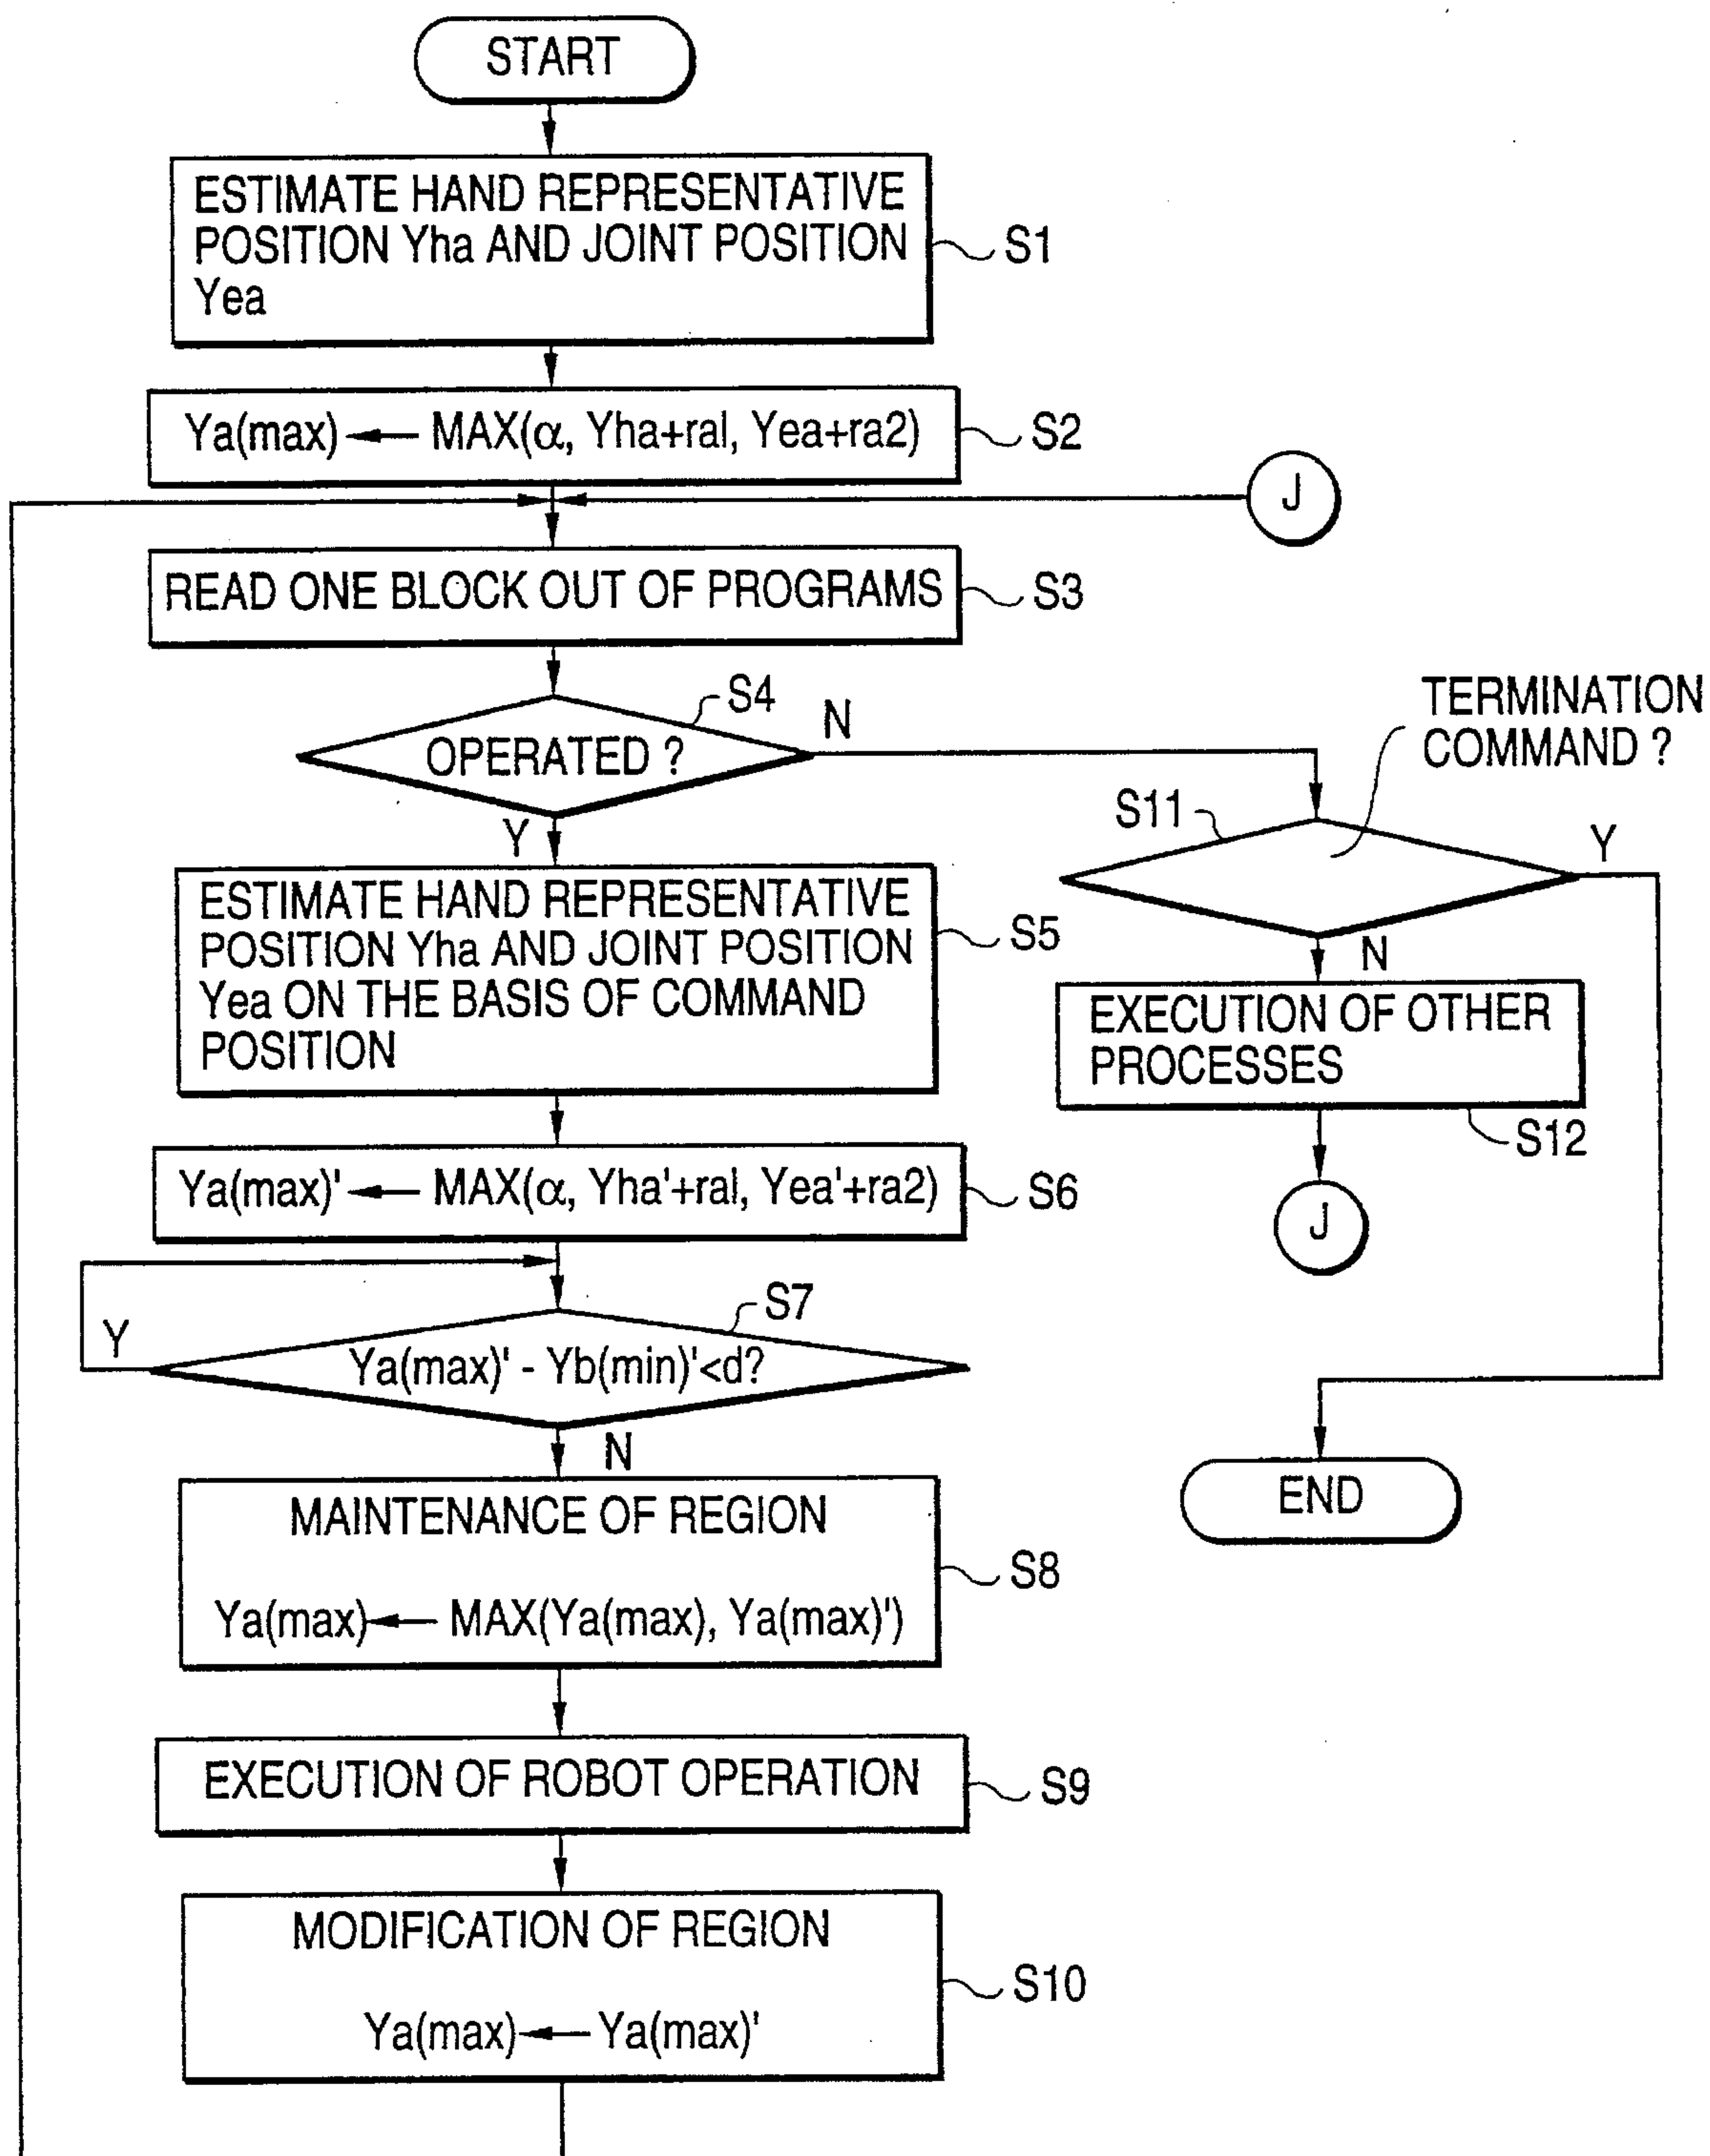 START
ESTIMATE HAND REPRESENTATIVE
POSITION Yha AND JOINT POSITION
Yea
S1
Ya(max) ← MAX(α, Yha+ral, Yea+ra2)
S2
J
READ ONE BLOCK OUT OF PROGRAMS
S3
S4
OPERATED ?
N
Y
TERMINATION
COMMAND ?
S11
Y
N
ESTIMATE HAND REPRESENTATIVE
POSITION Yha AND JOINT POSITION
Yea ON THE BASIS OF COMMAND
POSITION
S5
EXECUTION OF OTHER
PROCESSES
S12
J
Ya(max)' ← MAX(α, Yha'+ral, Yea'+ra2)
S6
S7
Y
Ya(max)' - Yb(min)'<d?
N
MAINTENANCE OF REGION
Ya(max) ← MAX(Ya(max), Ya(max)')
S8
END
EXECUTION OF ROBOT OPERATION
S9
MODIFICATION OF REGION
Ya(max) ← Ya(max)'
S10